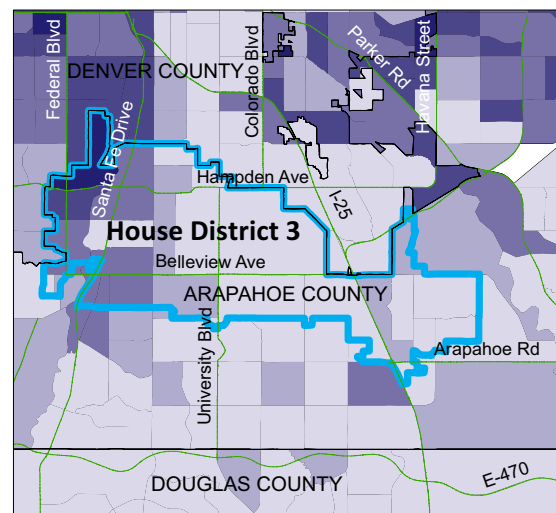 Federal Blvd
DENVER COUNTY
Santa Fe Drive
Colorado Blvd
Parker Rd
Havana Street
Hampden Ave
I-25
House District 3
Belleview Ave
ARAPAHOE COUNTY
University Blvd
Arapahoe Rd
DOUGLAS COUNTY
E-470